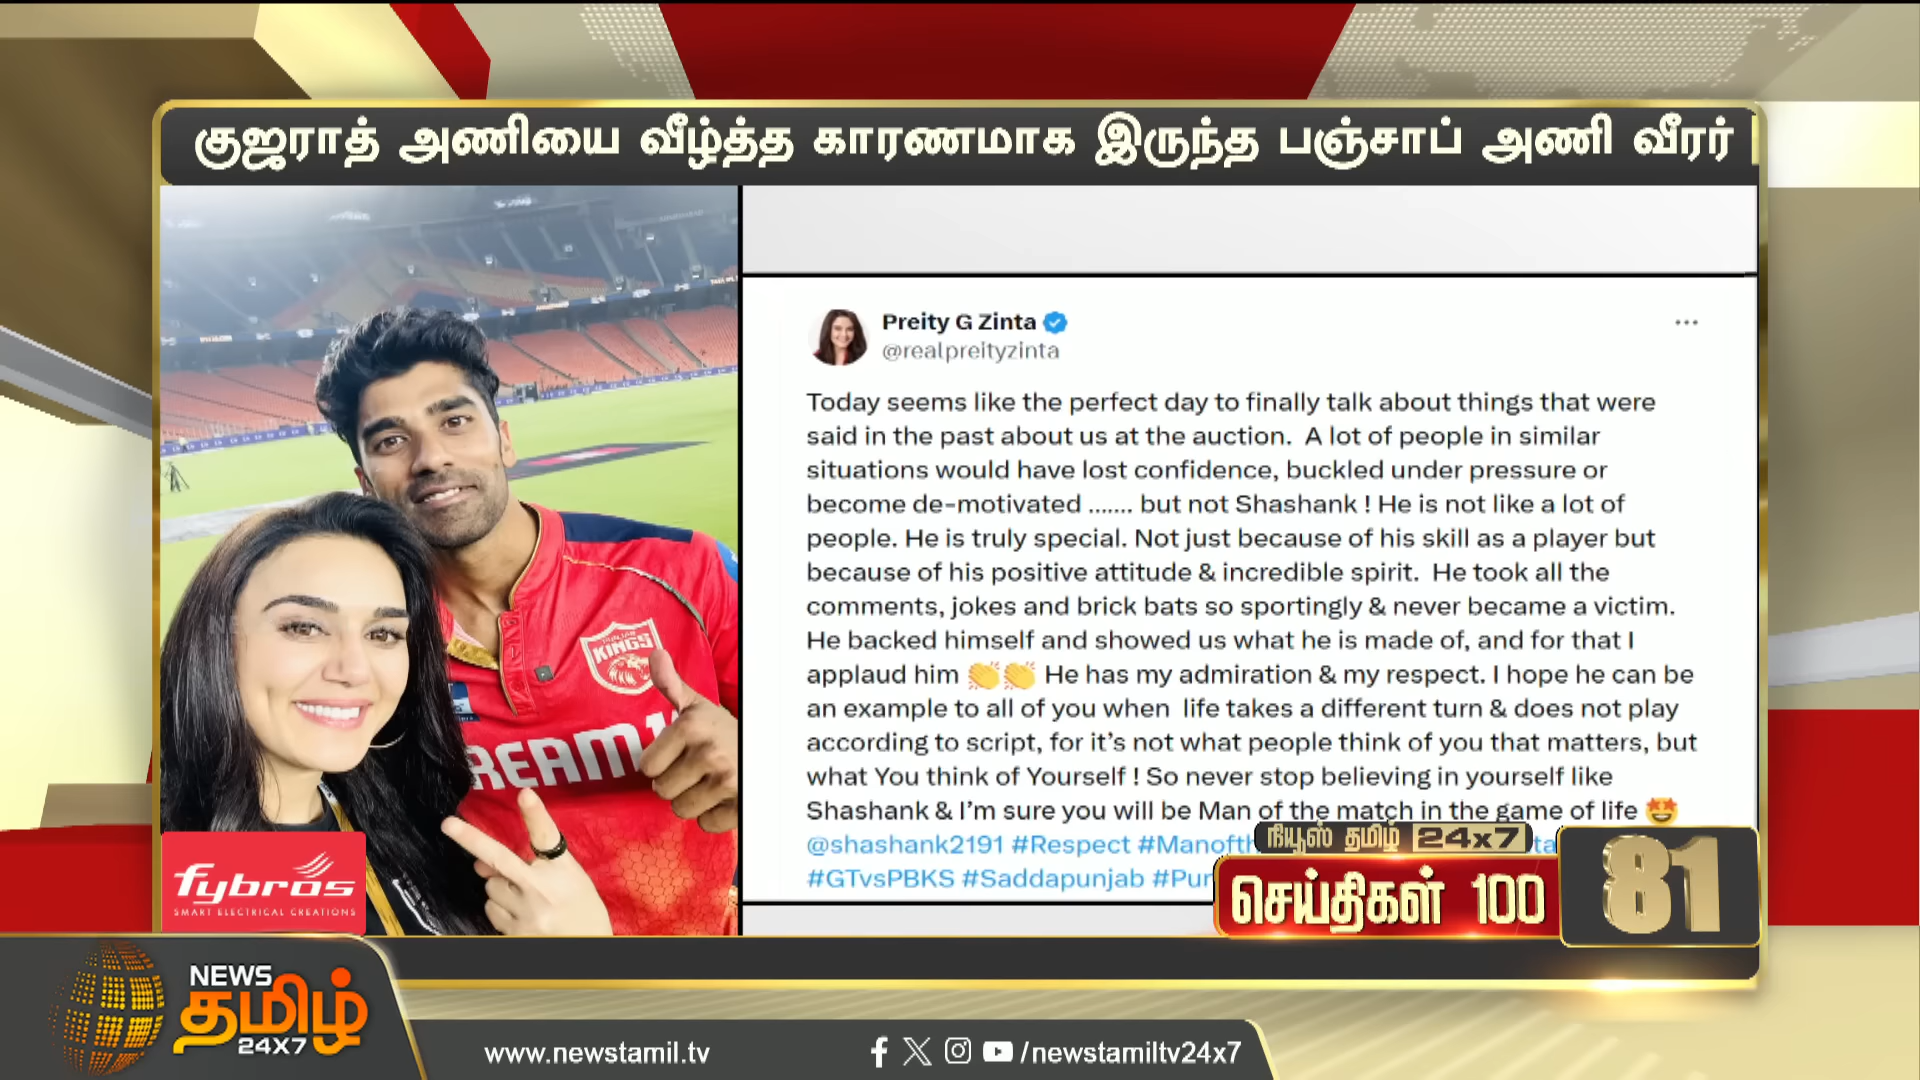 குஜராத் அணியை வீழ்த்த காரணமாக இருந்த பஞ்சாப் அணி வீரர்
Preity G Zinta
@realpreityzinta
Today seems like the perfect day to finally talk about things that were
said in the past about us at the auction. A lot of people in similar
situations would have lost confidence, buckled under pressure or
become de-motivated ....... but not Shashank ! He is not like a lot of
people. He is truly special. Not just because of his skill as a player but
because of his positive attitude & incredible spirit. He took all the
comments, jokes and brick bats so sportingly & never became a victim.
He backed himself and showed us what he is made of, and for that I
applaud him 👏👏 He has my admiration & my respect. I hope he can be
an example to all of you when life takes a different turn & does not play
according to script, for it's not what people think of you that matters, but
what You think of Yourself ! So never stop believing in yourself like
Shashank & I'm sure you will be Man of the match in the game of life 🤩
@shashank2191 #Respect
#GTvsPBKS #Saddapunjab
KINGS
fybros
SMART ELECTRICAL CREATIONS
நியூஸ் தமிழ் 24x7
செய்திகள் 100
81
NEWS
தமிழ்
24X7
www.newstamil.tv
/newstamiltv24x7